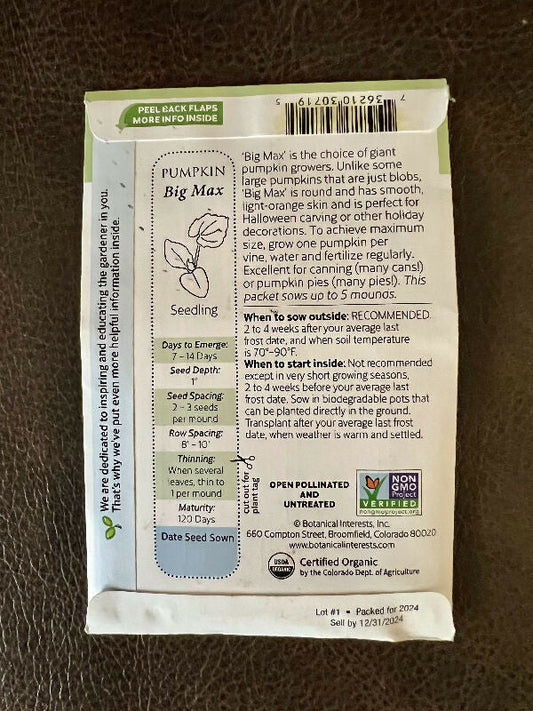 PEEL BACK FLAPS
MORE INFO INSIDE
7 36210 30719 5
We are dedicated to inspiring and educating the gardener in you.
That's why we've put even more helpful information inside.
PUMPKIN
Big Max
Seedling
Days to Emerge:
7 – 14 Days
Seed Depth:
1"
Seed Spacing:
2 – 3 seeds
per mound
Row Spacing:
8' – 10'
Thinning:
When several
leaves, thin to
1 per mound
Maturity:
120 Days
Date Seed Sown
cut out for
plant tag
'Big Max' is the choice of giant
pumpkin growers. Unlike some
large pumpkins that are just blobs,
'Big Max' is round and has smooth,
light-orange skin and is perfect for
Halloween carving or other holiday
decorations. To achieve maximum
size, grow one pumpkin per
vine, water and fertilize regularly.
Excellent for canning (many cans!)
or pumpkin pies (many pies!). This
packet sows up to 5 mounds.
When to sow outside: RECOMMENDED.
2 to 4 weeks after your average last
frost date, and when soil temperature
is 70°–90°F.
When to start inside: Not recommended
except in very short growing seasons,
2 to 4 weeks before your average last
frost date. Sow in biodegradable pots that
can be planted directly in the ground.
Transplant after your average last frost
date, when weather is warm and settled.
OPEN POLLINATED
AND
UNTREATED
NON
GMO
Project
VERIFIED
nongmoproject.org
© Botanical Interests, Inc.
660 Compton Street, Broomfield, Colorado 80020
www.botanicalinterests.com
USDA
ORGANIC
Certified Organic
by the Colorado Dept. of Agriculture
Lot #1 • Packed for 2024
Sell by 12/31/2024